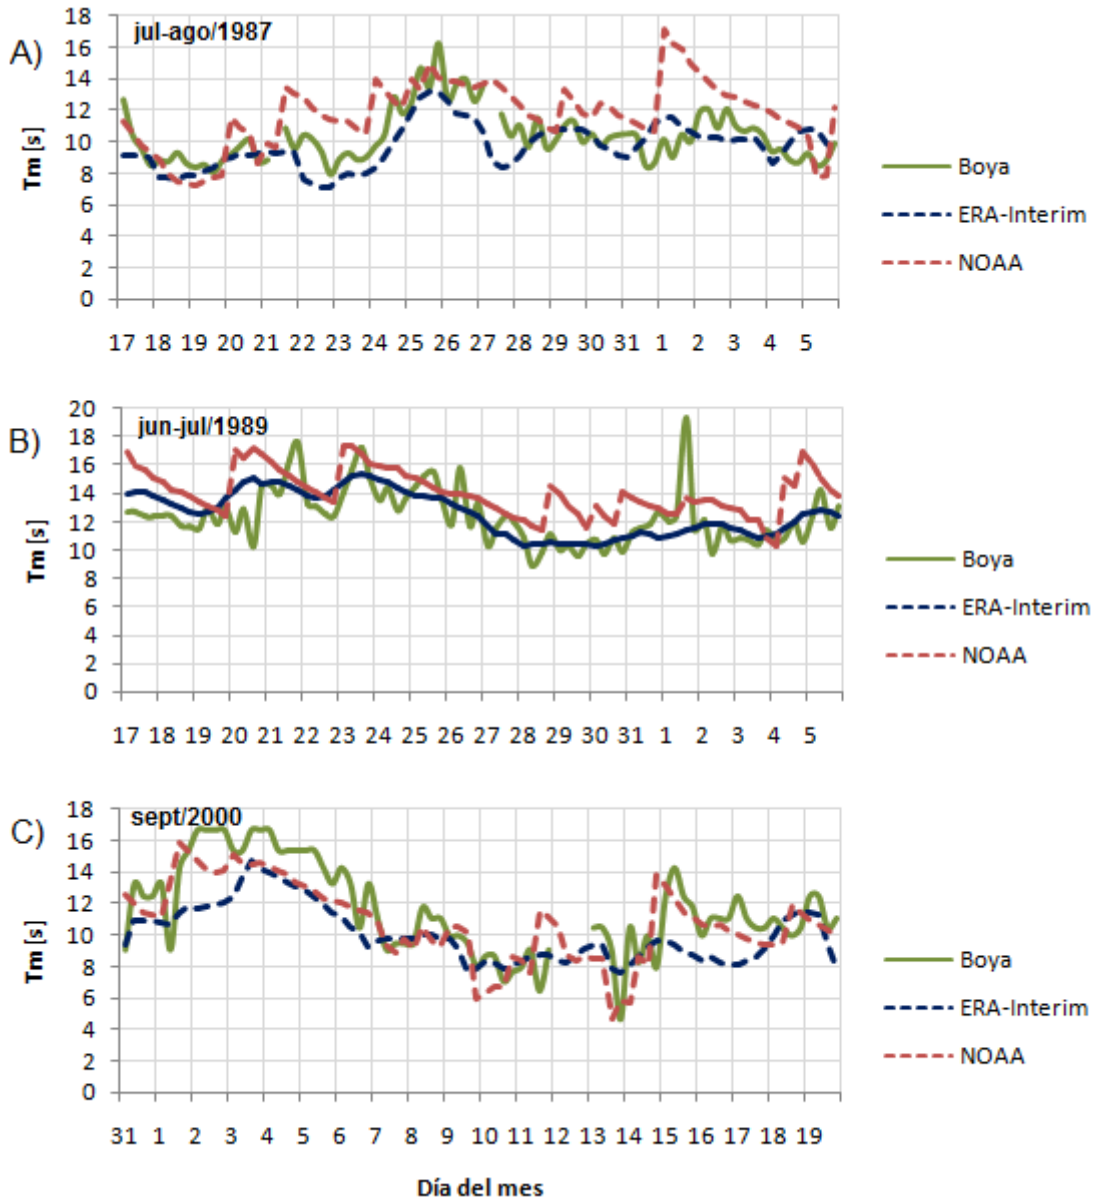 A)
jul-ago/1987
Tm [s]
18
16
14
12
10
8
6
4
2
0
17 18 19 20 21 22 23 24 25 26 27 28 29 30 31 1 2 3 4 5
Boya
ERA-Interim
NOAA
B)
jun-jul/1989
Tm [s]
20
18
16
14
12
10
8
6
4
2
0
17 18 19 20 21 22 23 24 25 26 27 28 29 30 31 1 2 3 4 5
Boya
ERA-Interim
NOAA
C)
sept/2000
Tm [s]
18
16
14
12
10
8
6
4
2
0
31 1 2 3 4 5 6 7 8 9 10 11 12 13 14 15 16 17 18 19
Boya
ERA-Interim
NOAA
Día del mes